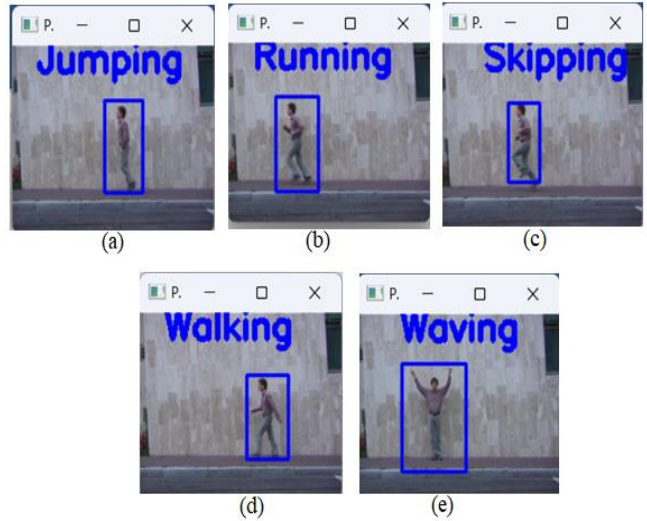 P.
Jumping
(a)
P.
Running
(b)
P.
Skipping
(c)
P.
Walking
(d)
P.
Waving
(e)